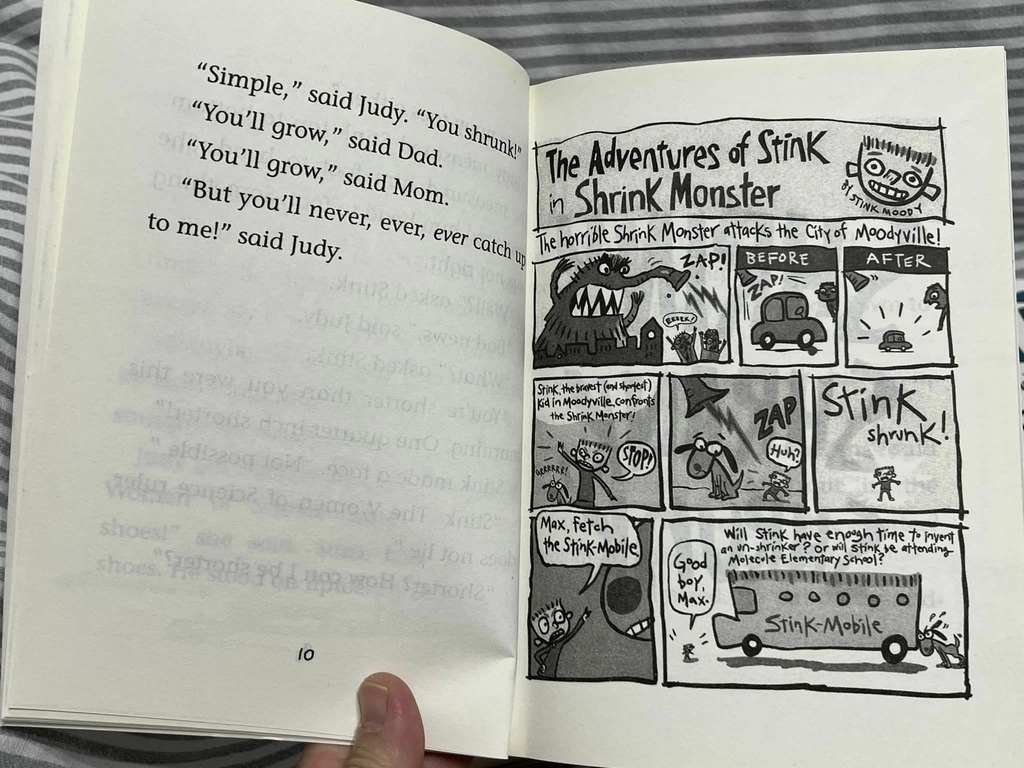 “Simple,” said Judy. “You shrunk!”
“You’ll grow,” said Dad.
“You’ll grow,” said Mom.
“But you’ll never, ever, ever catch up
to me!” said Judy.
10
The Adventures of Stink
in Shrink Monster
BY STINK MOODY
The horrible Shrink Monster attacks the City of Moodyville!
ZAP!
EEEEK!
BEFORE
ZAP!
AFTER
Stink, the bravest (and shortest)
Kid in Moodyville, confronts
the Shrink Monster!
GRRRRRR!
STOP!
ZAP
Huh?
Stink
shrunk!
Max, fetch
the Stink-Mobile
Will Stink have enough time to invent
an un-shrinker? Or will Stink be attending
Molecule Elementary School?
Good
boy,
Max.
Stink-Mobile